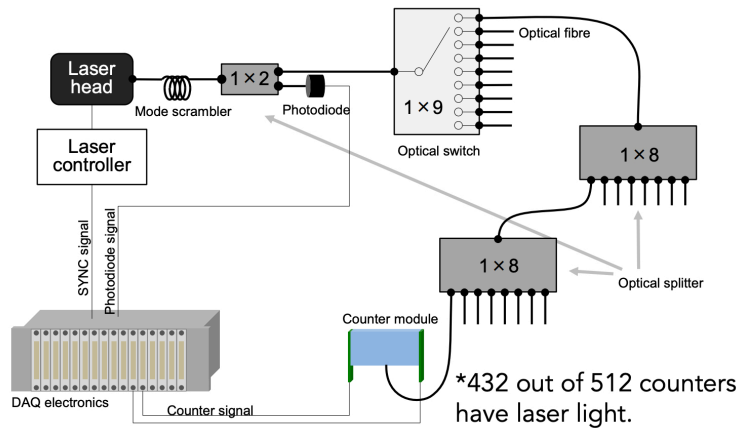 Laser
head
Mode scrambler
1×2
Photodiode
1×9
Optical switch
Optical fibre
1×8
Laser
controller
SYNC signal
Photodiode signal
1×8
Optical splitter
Counter module
DAQ electronics
Counter signal
*432 out of 512 counters
have laser light.